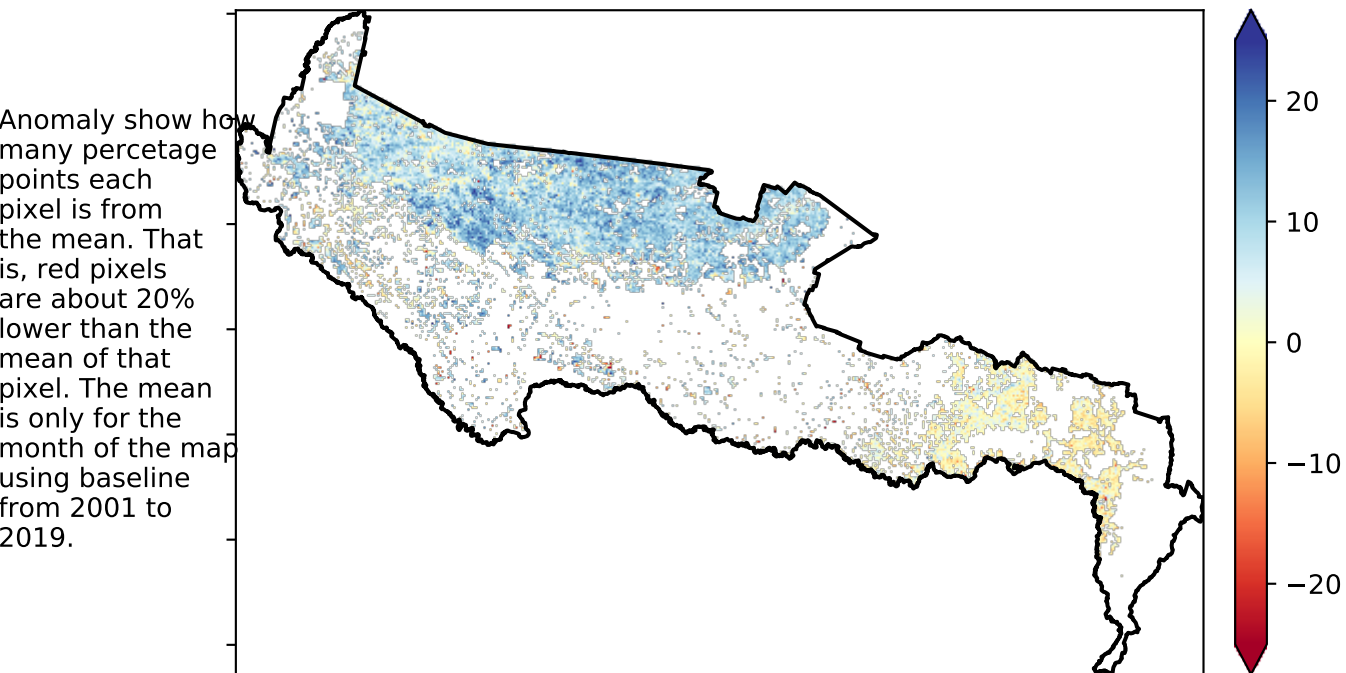 Anomaly show how
many percetage
points each
pixel is from
the mean. That
is, red pixels
are about 20%
lower than the
mean of that
pixel. The mean
is only for the
month of the map
using baseline
from 2001 to
2019.
20
10
0
−10
−20